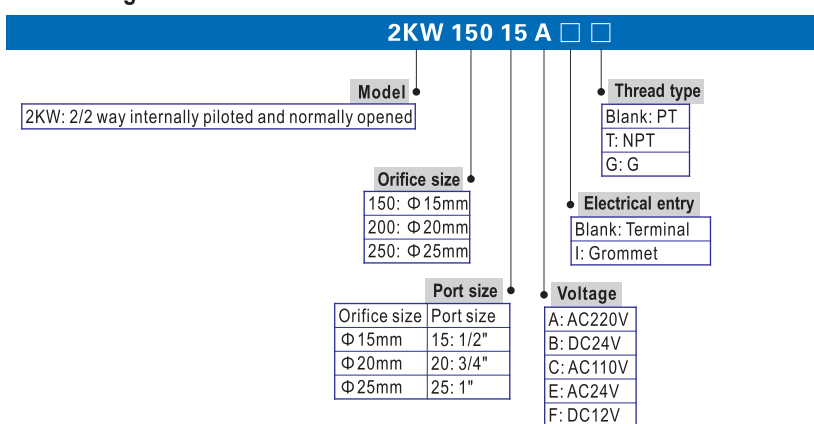 2KW 150 15 A □ □
Model
2KW: 2/2 way internally piloted and normally opened
Thread type
Blank: PT
T: NPT
G: G
Orifice size
150: Φ15mm
200: Φ20mm
250: Φ25mm
Electrical entry
Blank: Terminal
I: Grommet
Port size
Orifice size Port size
Φ15mm 15: 1/2"
Φ20mm 20: 3/4"
Φ25mm 25: 1"
Voltage
A: AC220V
B: DC24V
C: AC110V
E: AC24V
F: DC12V